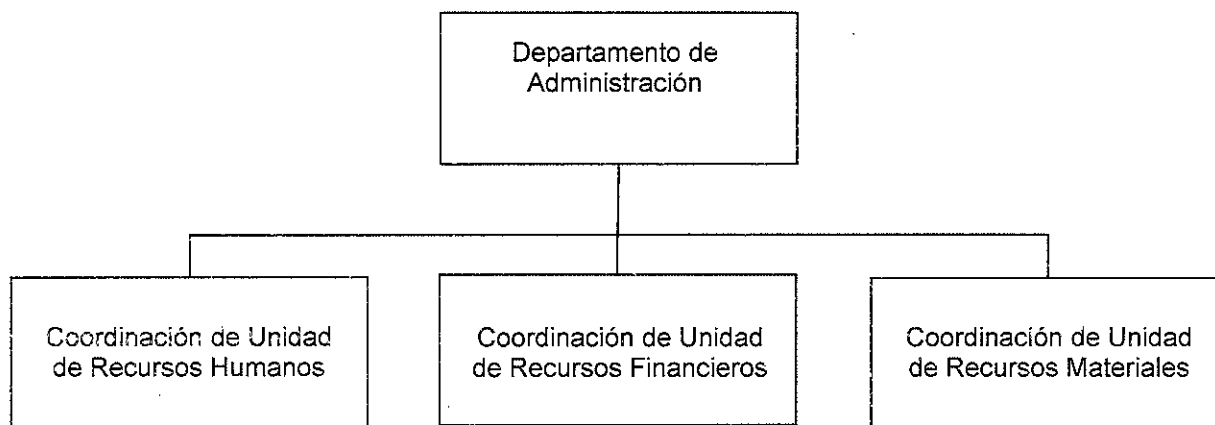 Departamento de
Administración
Coordinación de Unidad
de Recursos Humanos
Coordinación de Unidad
de Recursos Financieros
Coordinación de Unidad
de Recursos Materiales